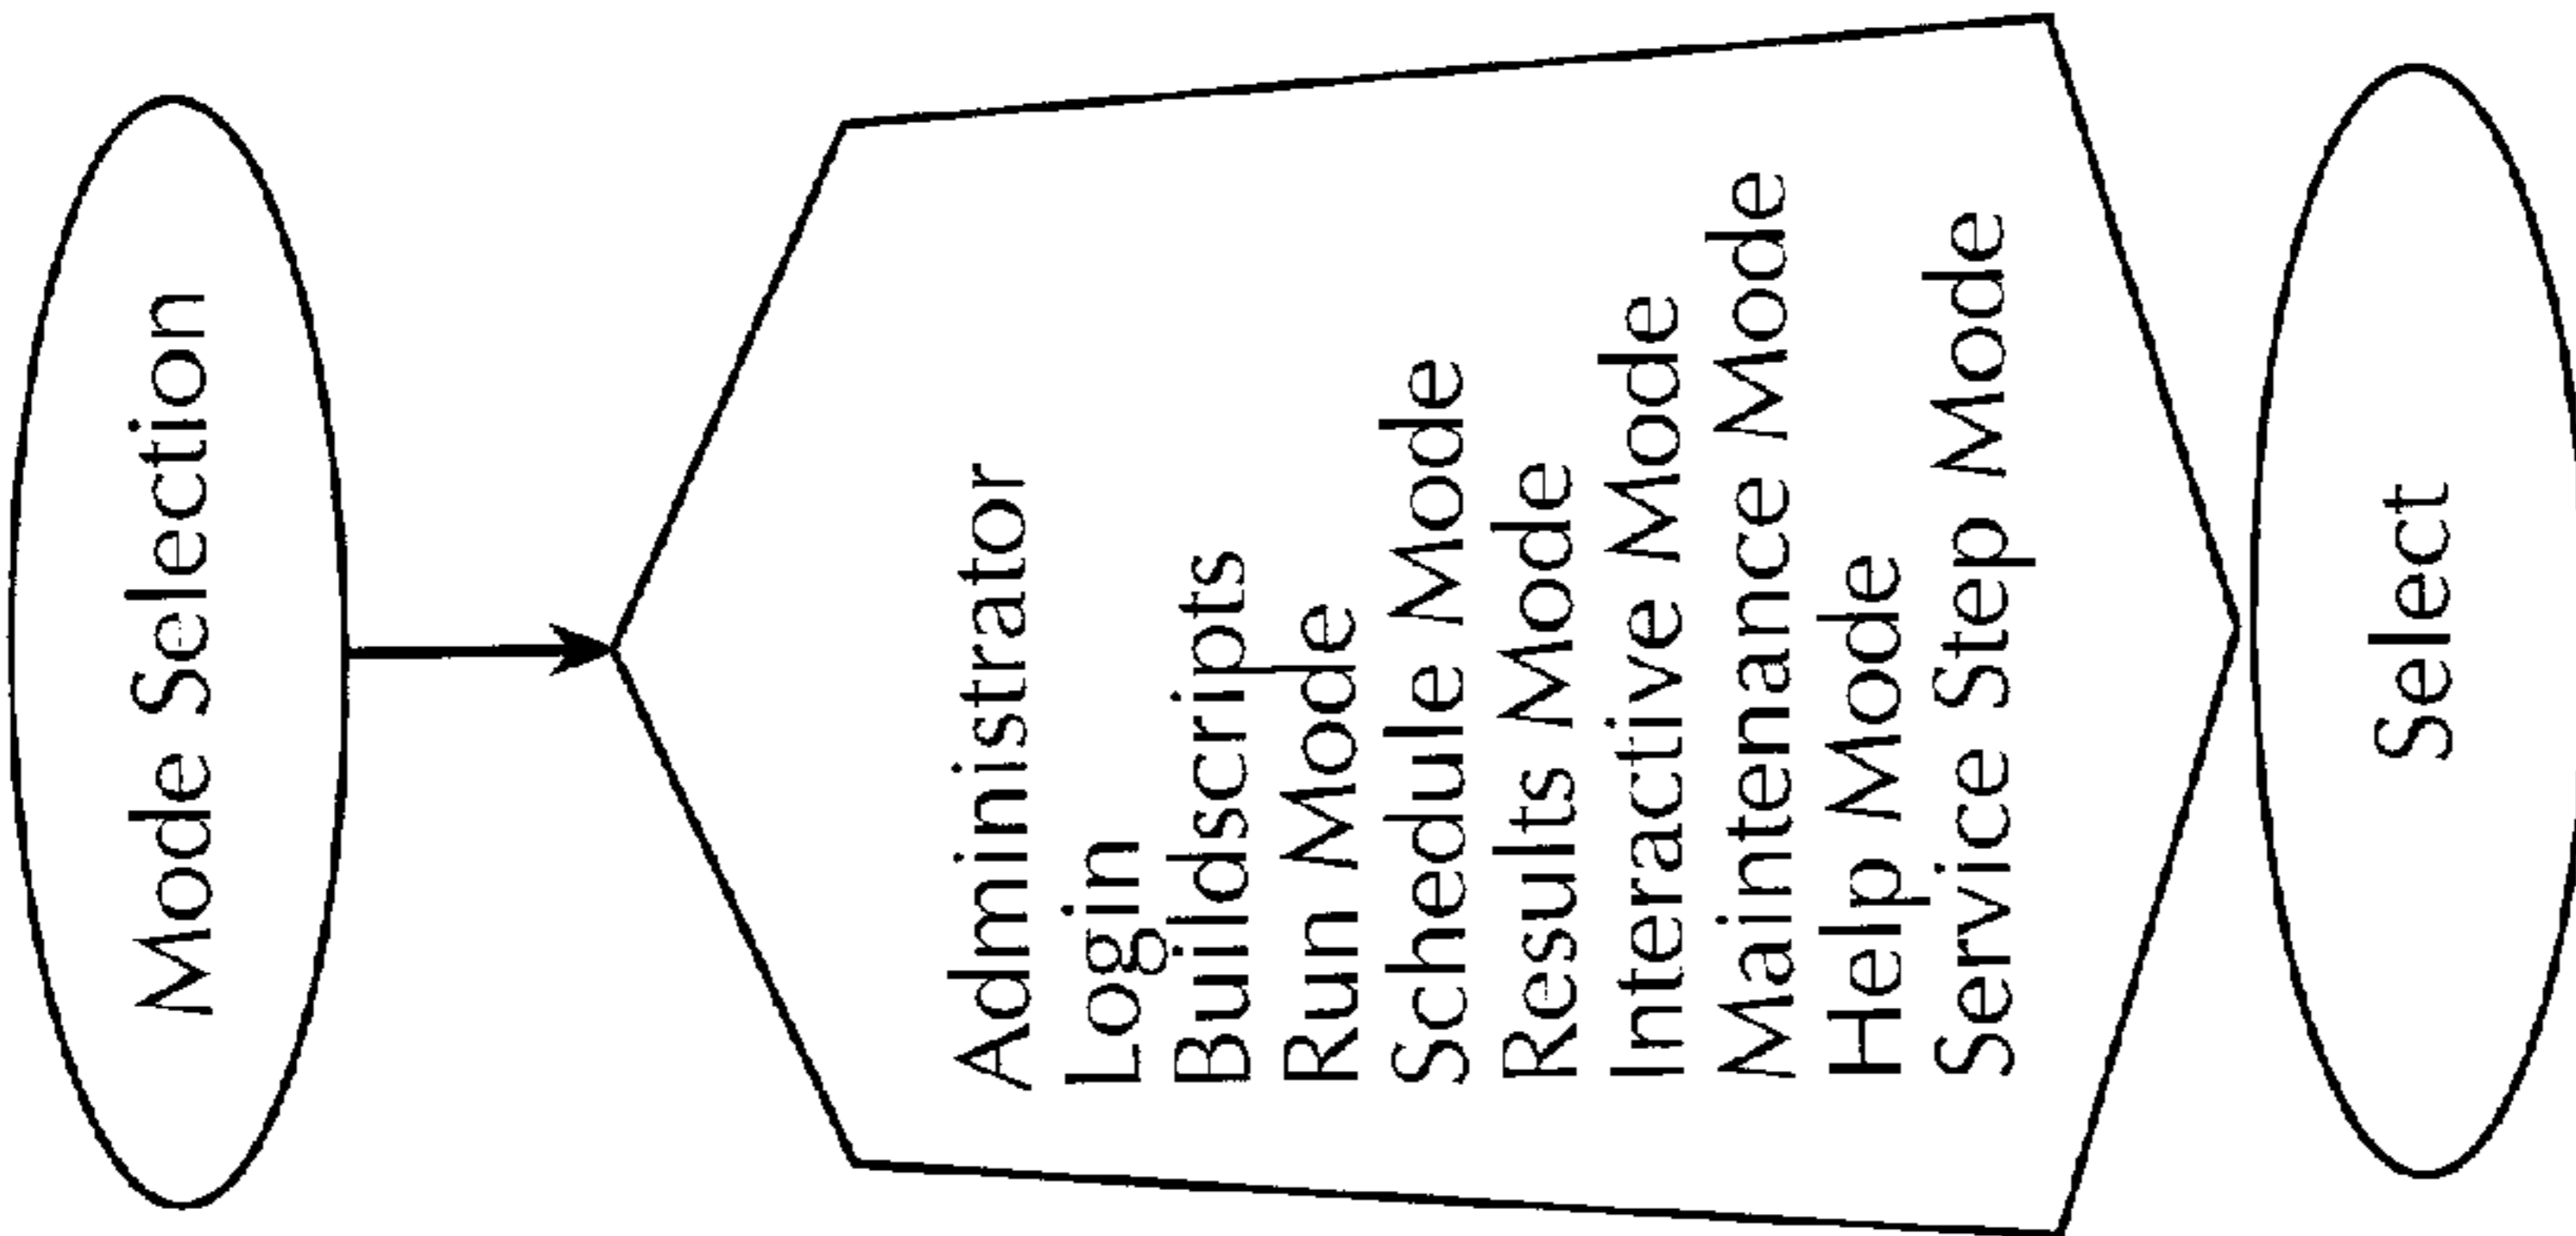 Mode Selection
Administrator
Login
Buildscripts
Run Mode
Schedule Mode
Results Mode
Interactive Mode
Maintenance Mode
Help Mode
Service Step Mode
Select